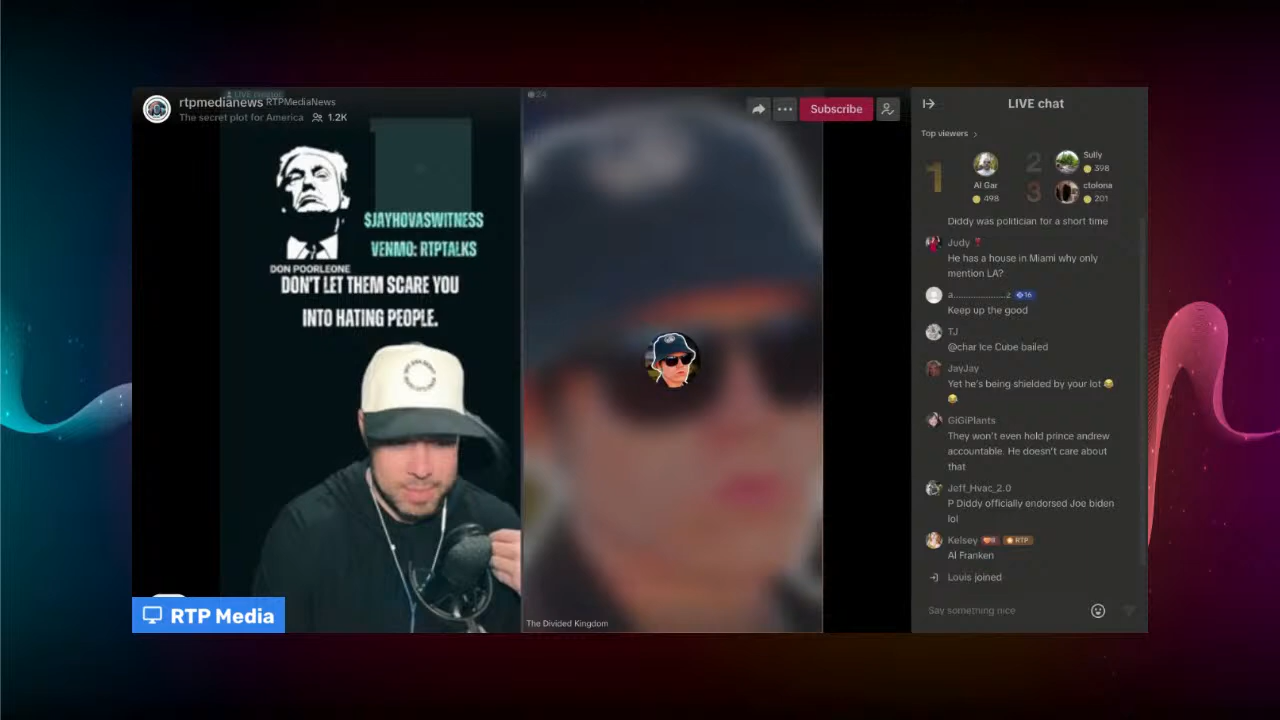 LIVE creator
rtpmedianews RTPMediaNews
The secret plot for America 1.2K
24
Subscribe
$JAYHOVASWITNESS
VENMO: RTPTALKS
DON POORLEONE
DON'T LET THEM SCARE YOU
INTO HATING PEOPLE.
RTP Media
The Divided Kingdom
LIVE chat
Top viewers
1
Al Gar
498
2
Sully
398
3
ctolona
201
Diddy was politician for a short time
Judy
He has a house in Miami why only
mention LA?
a......................z 16
Keep up the good
TJ
@char Ice Cube bailed
JayJay
Yet he's being shielded by your lot 😂
😂
GiGiPlants
They won't even hold prince andrew
accountable. He doesn't care about
that
Jeff_Hvac_2.0
P Diddy officially endorsed Joe biden
lol
Kelsey RTP
Al Franken
Louis joined
Say something nice